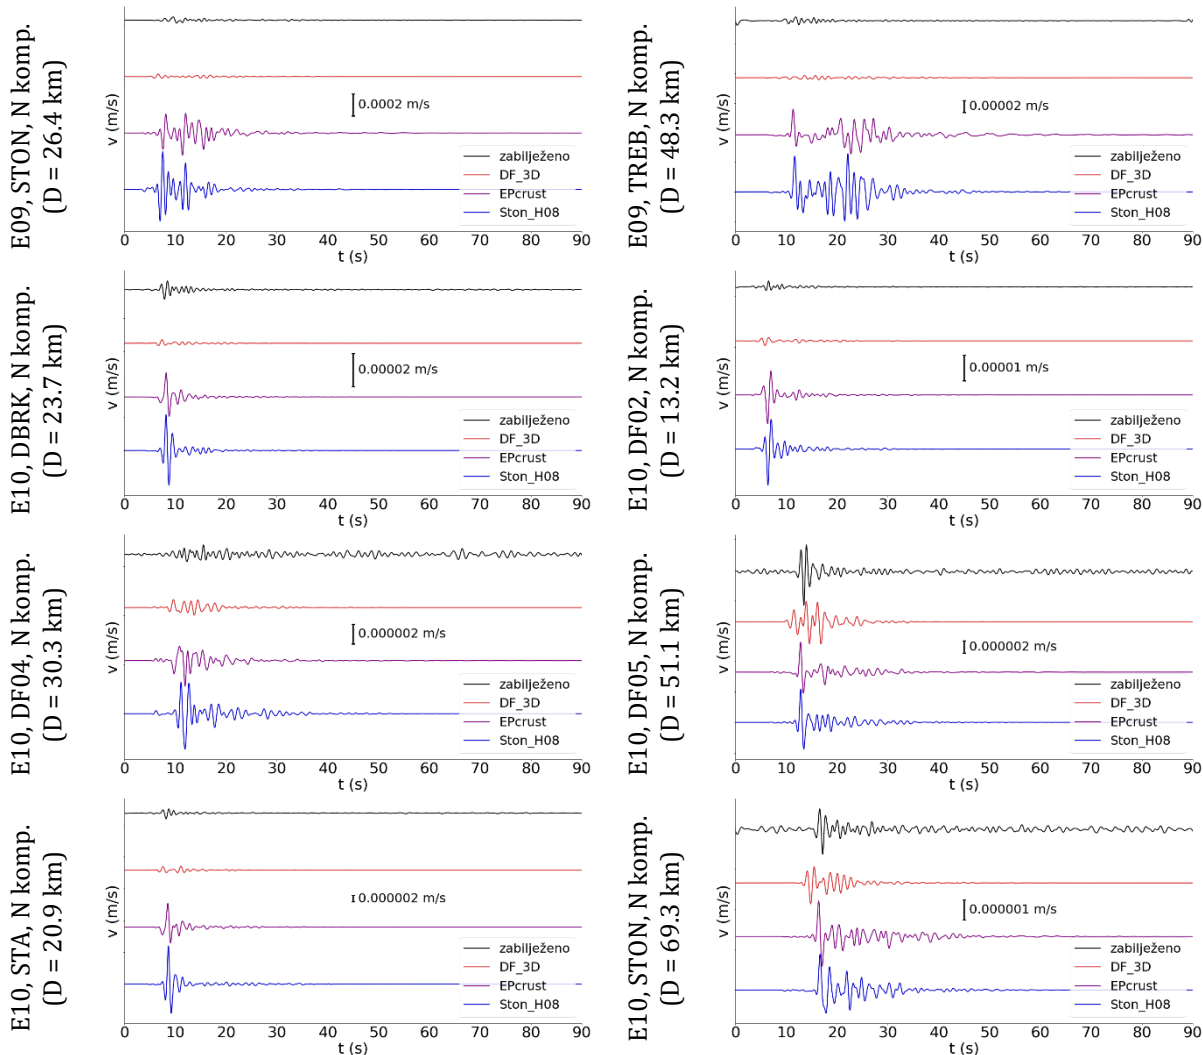 E09, STON, N komp.
(D = 26.4 km)
v (m/s)
0.0002 m/s
zabilježeno
DF_3D
EPcrust
Ston_H08
0 10 20 30 40 50 60 70 80 90
t (s)
E09, TREB, N komp.
(D = 48.3 km)
v (m/s)
0.00002 m/s
zabilježeno
DF_3D
EPcrust
Ston_H08
0 10 20 30 40 50 60 70 80 90
t (s)
E10, DBRK, N komp.
(D = 23.7 km)
v (m/s)
0.00002 m/s
zabilježeno
DF_3D
EPcrust
Ston_H08
0 10 20 30 40 50 60 70 80 90
t (s)
E10, DF02, N komp.
(D = 13.2 km)
v (m/s)
0.00001 m/s
zabilježeno
DF_3D
EPcrust
Ston_H08
0 10 20 30 40 50 60 70 80 90
t (s)
E10, DF04, N komp.
(D = 30.3 km)
v (m/s)
0.000002 m/s
zabilježeno
DF_3D
EPcrust
Ston_H08
0 10 20 30 40 50 60 70 80 90
t (s)
E10, DF05, N komp.
(D = 51.1 km)
v (m/s)
0.000002 m/s
zabilježeno
DF_3D
EPcrust
Ston_H08
0 10 20 30 40 50 60 70 80 90
t (s)
E10, STA, N komp.
(D = 20.9 km)
v (m/s)
0.000002 m/s
zabilježeno
DF_3D
EPcrust
Ston_H08
0 10 20 30 40 50 60 70 80 90
t (s)
E10, STON, N komp.
(D = 69.3 km)
v (m/s)
0.000001 m/s
zabilježeno
DF_3D
EPcrust
Ston_H08
0 10 20 30 40 50 60 70 80 90
t (s)